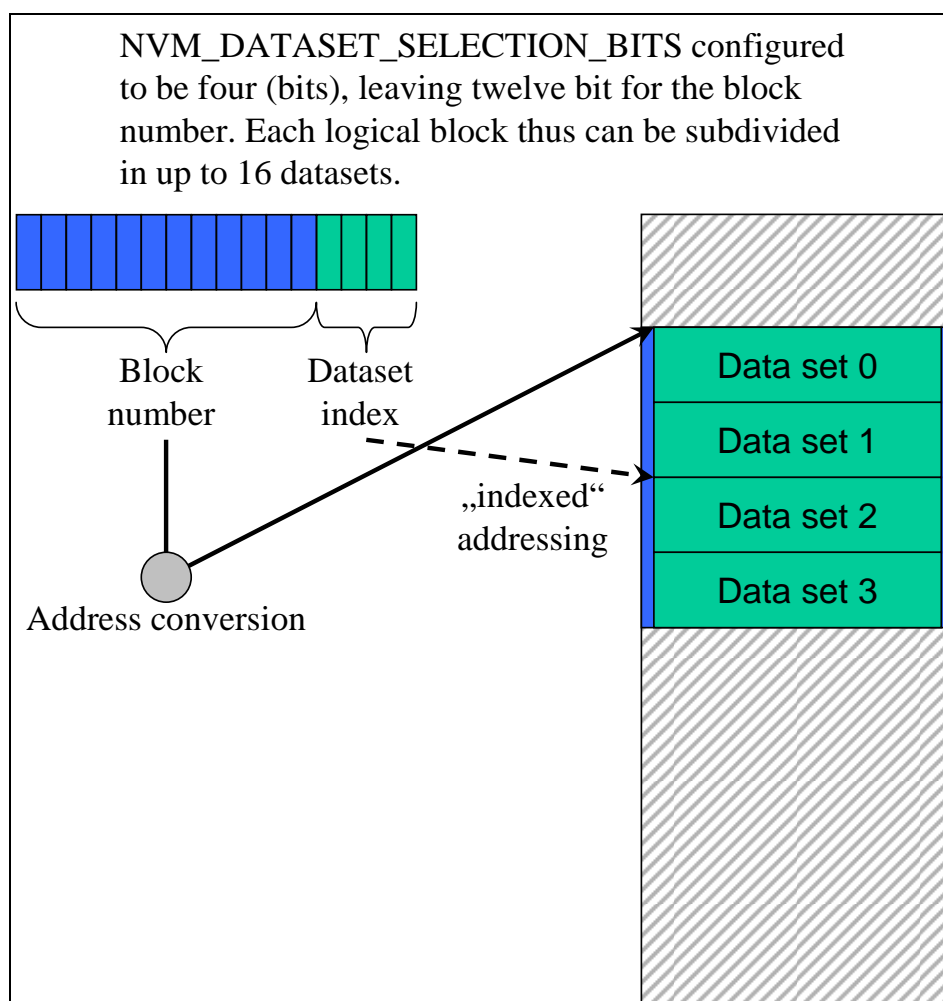 NVM_DATASET_SELECTION_BITS configured
to be four (bits), leaving twelve bit for the block
number. Each logical block thus can be subdivided
in up to 16 datasets.
Block
number
Dataset
index
„indexed“
addressing
Address conversion
Data set 0
Data set 1
Data set 2
Data set 3